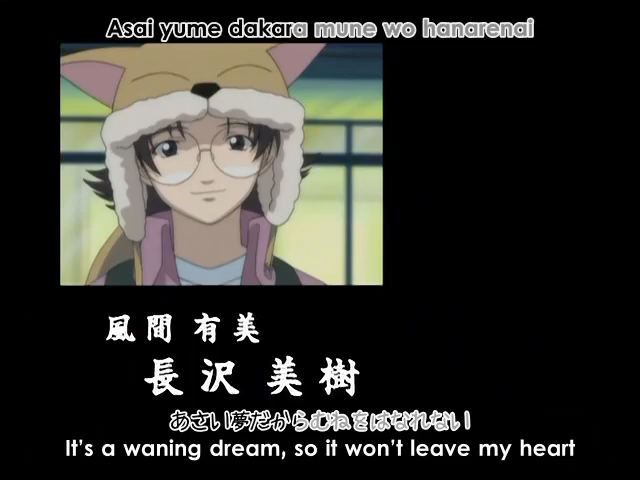 Asai yume dakara mune wo hanarenai
風間 有美
長沢 美樹
あさい夢だからむねをはなれない
It's a waning dream, so it won't leave my heart